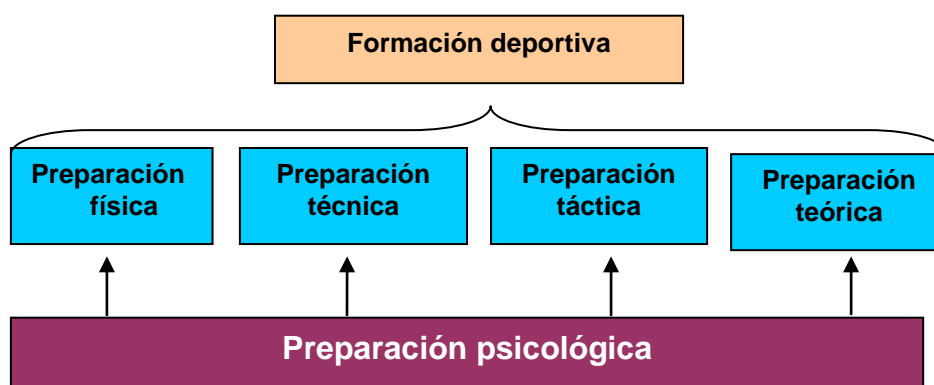 Formación deportiva
Preparación
física
Preparación
técnica
Preparación
táctica
Preparación
teórica
Preparación psicológica